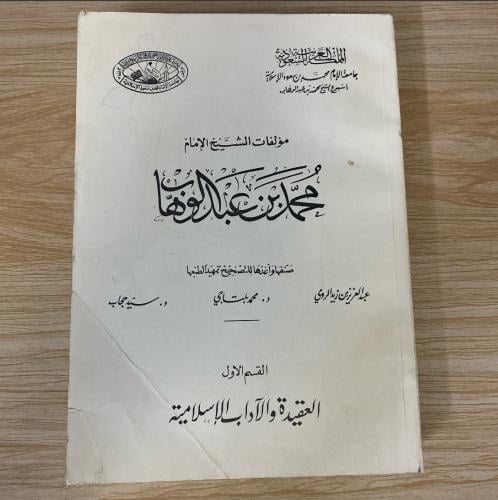 المملكة العربية السعودية
جامعة الإمام محمد بن سعود الإسلامية
أسبوع الشيخ محمد بن عبد الوهاب
مؤلفات الشيخ الإمام
محمد بن عبد الوهاب
صنفها وأعدها للتصحيح تمهيدا لطبعها
عبد العزيز بن زيد الرومي د. محمد بلتاجي د. سيد حجاب
القسم الأول
العقيدة والآداب الإسلامية